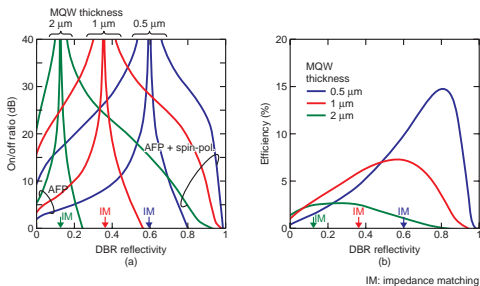 MQW thickness
2 μm 1 μm 0.5 μm
40
30
20
10
0
On/off ratio (dB)
AFP + spin-pol.
AFP
IM IM IM
0 0.2 0.4 0.6 0.8 1
DBR reflectivity
(a)
20
15
10
5
0
Efficiency (%)
MQW
thickness
0.5 μm
1 μm
2 μm
IM IM IM
0 0.2 0.4 0.6 0.8 1
DBR reflectivity
(b)
IM: impedance matching